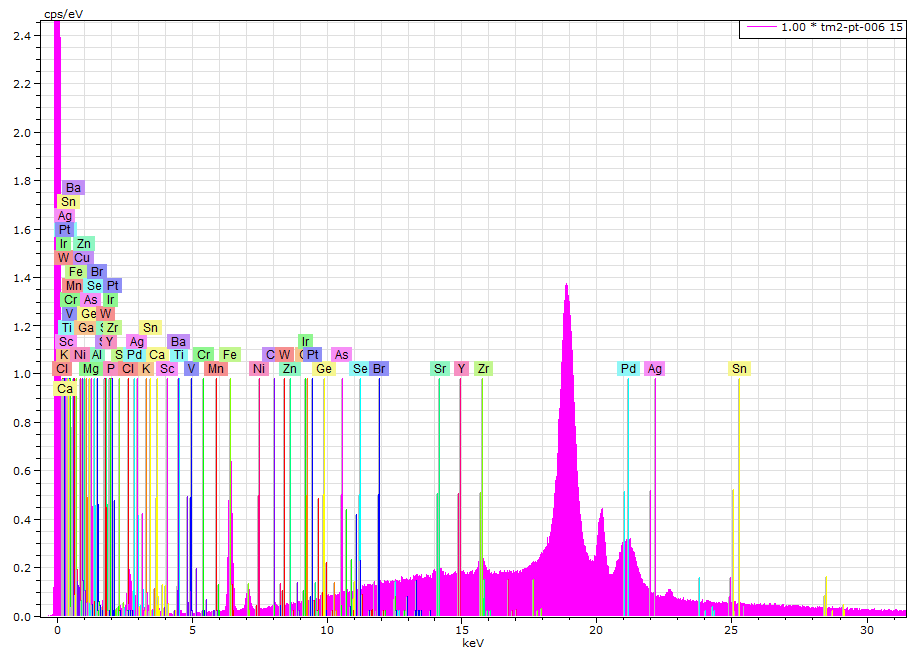 cps/eV
1.00 * tm2-pt-006 15
2.4
2.2
2.0
1.8
1.6
1.4
1.2
1.0
0.8
0.6
0.4
0.2
0.0
Ba
Sn
Ag
Pt
Ir Zn
W Cu
Fe Br
Mn Se Pt
Cr As Ir
V Ge W
Ti Ga Zr Sn
Sc Y Ag Ba Ir
K Ni Al S Pd Ca Ti Cr Fe C W Pt As
Cl Mg P Cl K Sc V Mn Ni Zn Ge Se Br Sr Y Zr Pd Ag Sn
Ca
0 5 10 15 20 25 30
keV